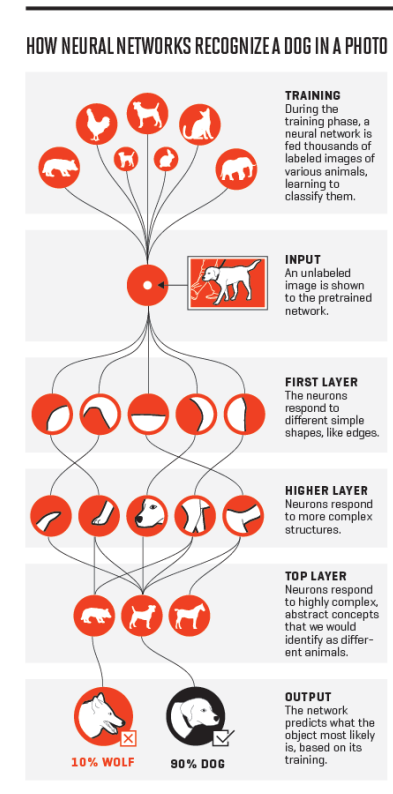 HOW NEURAL NETWORKS RECOGNIZE A DOG IN A PHOTO
TRAINING
During the
training phase, a
neural network is
fed thousands of
labeled images of
various animals,
learning to
classify them.
INPUT
An unlabeled
image is shown
to the pretrained
network.
FIRST LAYER
The neurons
respond to
different simple
shapes, like edges.
HIGHER LAYER
Neurons respond
to more complex
structures.
TOP LAYER
Neurons respond
to highly complex,
abstract concepts
that we would
identify as differ-
ent animals.
OUTPUT
The network
predicts what the
object most likely
is, based on its
training.
10% WOLF
90% DOG